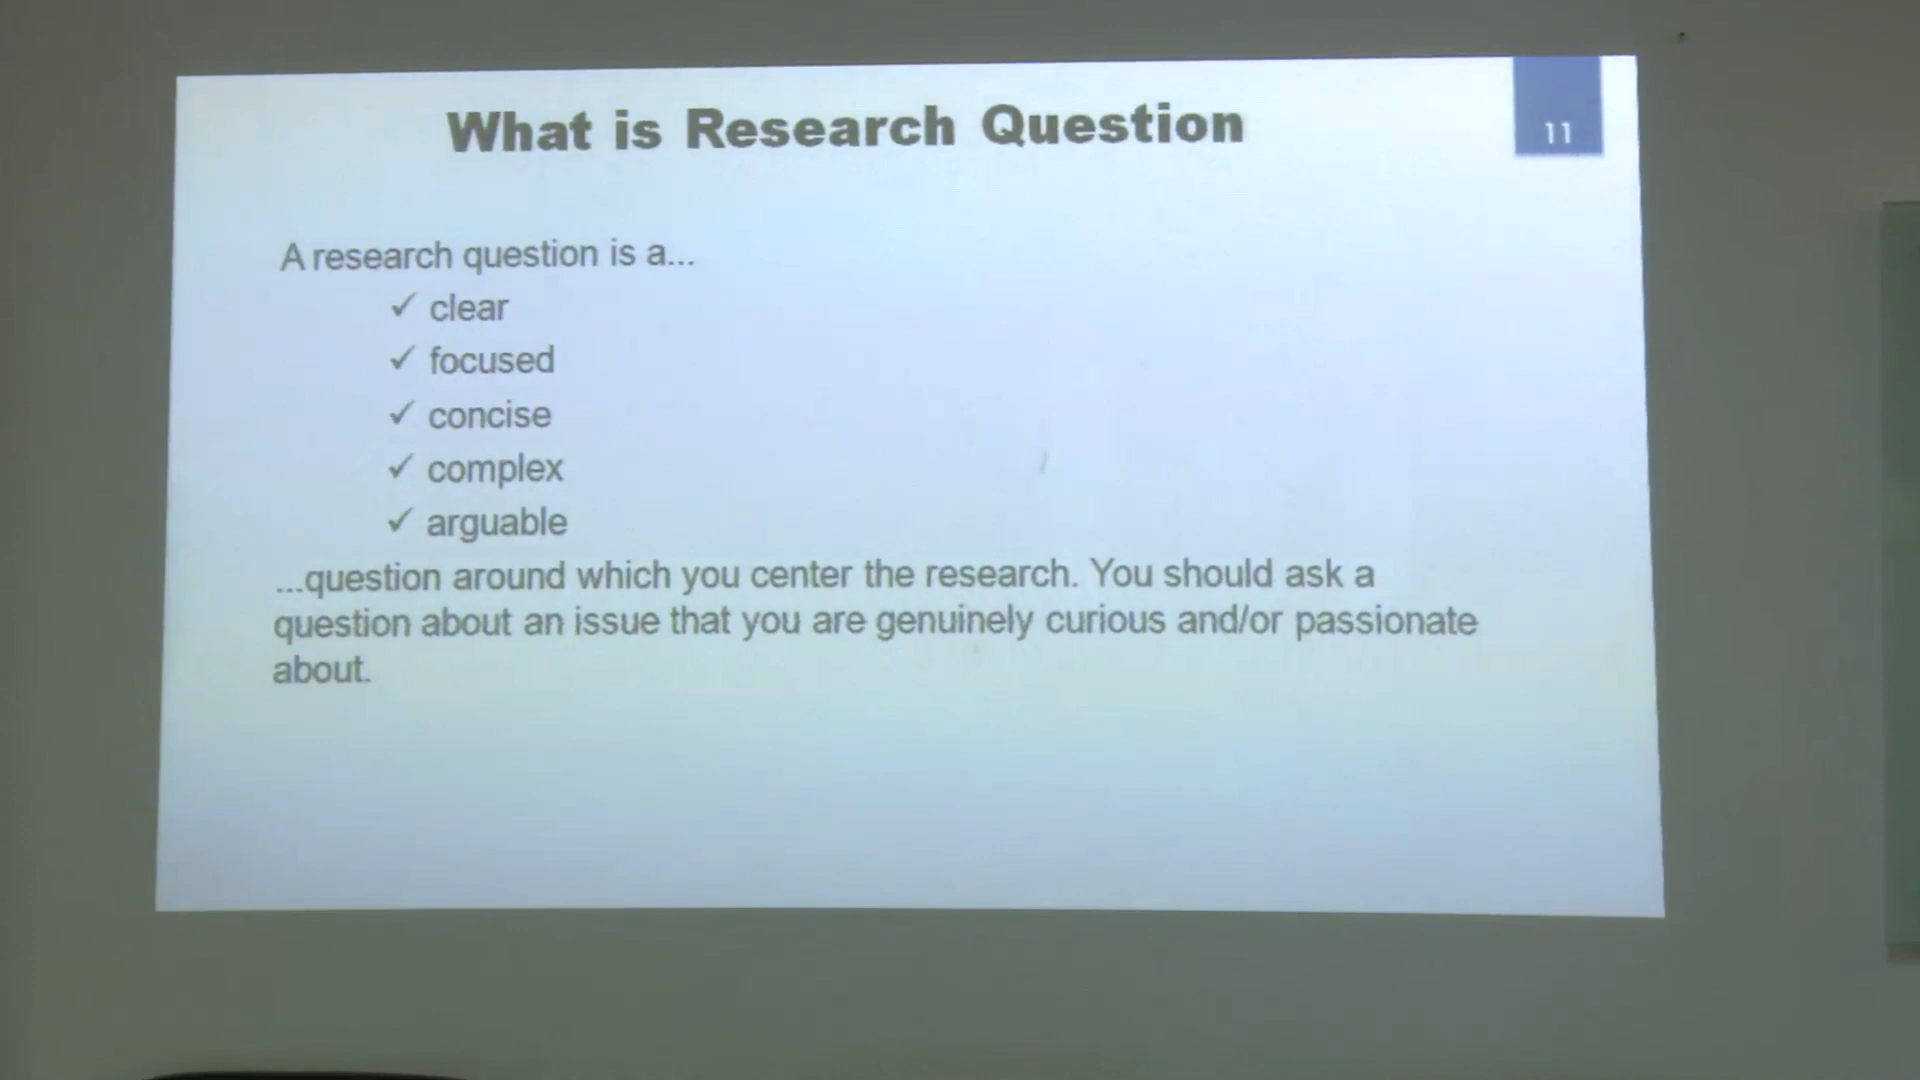 What is Research Question
11
A research question is a...
✓ clear
✓ focused
✓ concise
✓ complex
✓ arguable
...question around which you center the research. You should ask a
question about an issue that you are genuinely curious and/or passionate
about.